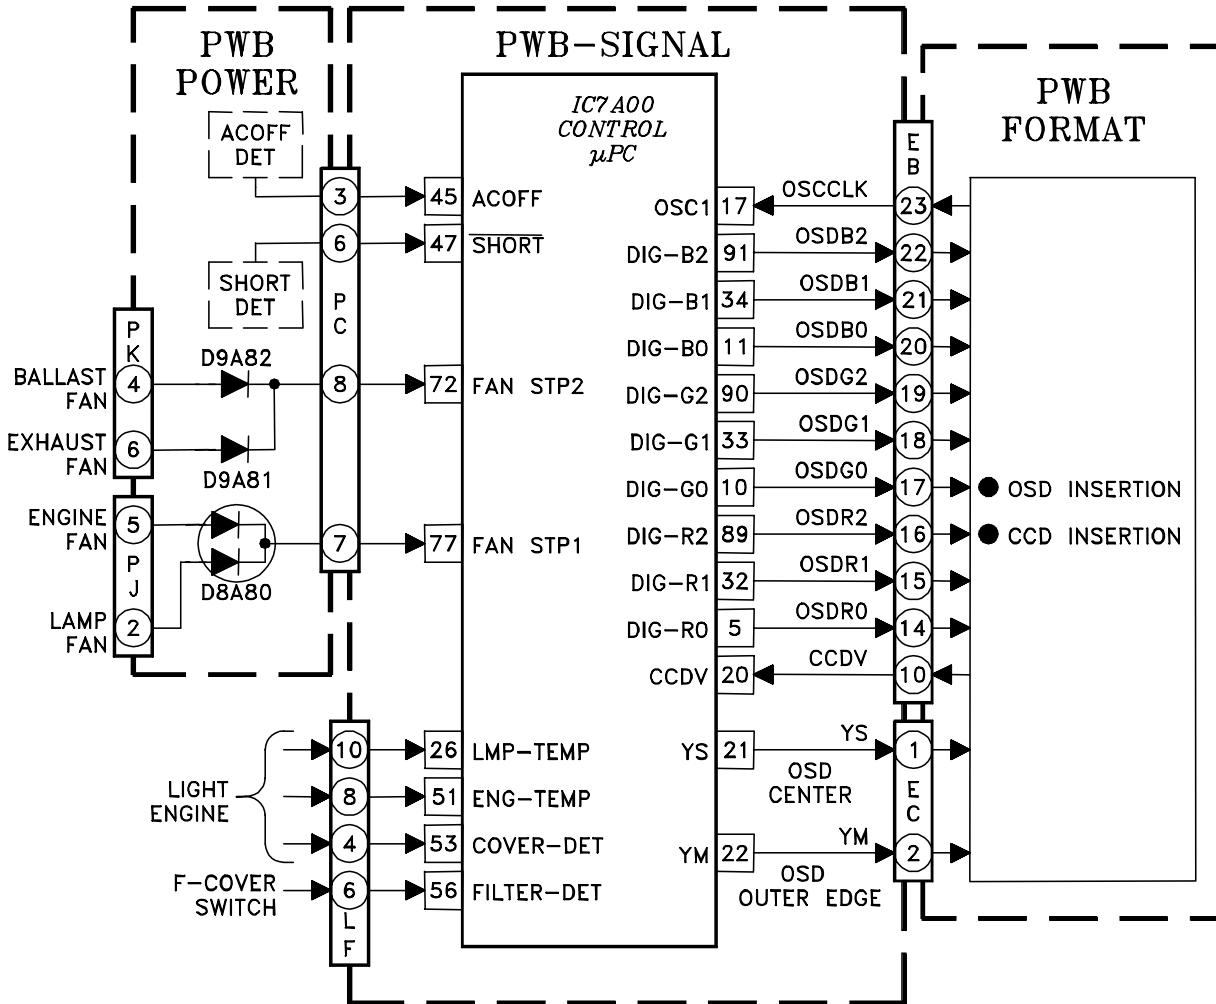 PWB
POWER
PWB-SIGNAL
PWB
FORMAT
IC7A00
CONTROL
µPC
ACOFF
DET
SHORT
DET
3
6
P
C
8
7
P
K
4
6
5
P
J
2
BALLAST
FAN
EXHAUST
FAN
ENGINE
FAN
LAMP
FAN
D9A82
D9A81
D8A80
45 ACOFF
47 SHORT
72 FAN STP2
77 FAN STP1
LIGHT
ENGINE
F-COVER
SWITCH
10
8
4
6
L
F
26 LMP-TEMP
51 ENG-TEMP
53 COVER-DET
56 FILTER-DET
E
B
OSC1 17 OSCCLK 23
DIG-B2 91 OSDB2 22
DIG-B1 34 OSDB1 21
DIG-B0 11 OSDB0 20
DIG-G2 90 OSDG2 19
DIG-G1 33 OSDG1 18
DIG-G0 10 OSDG0 17
DIG-R2 89 OSDR2 16
DIG-R1 32 OSDR1 15
DIG-R0 5 OSDR0 14
CCDV 20 CCDV 10
YS 21 YS 1
OSD
CENTER
E
C
YM 22 YM 2
OSD
OUTER EDGE
OSD INSERTION
CCD INSERTION